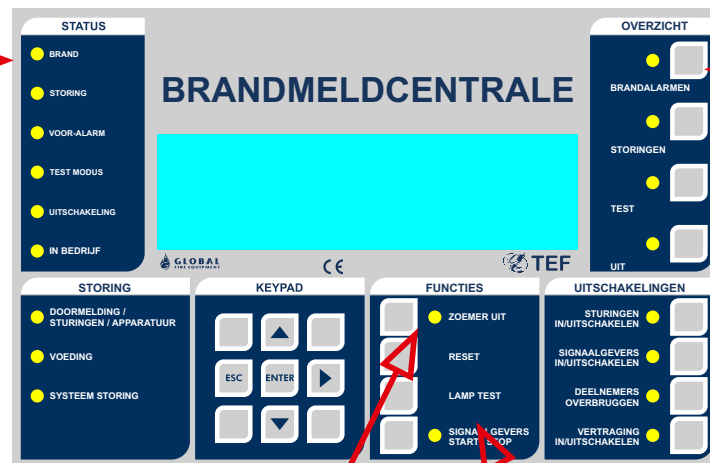 STATUS
BRAND
STORING
VOOR-ALARM
TEST MODUS
UITSCHAKELING
IN BEDRIJF
BRANDMELDCENTRALE
GLOBAL
FIRE EQUIPMENT
CE
TEF
OVERZICHT
BRANDALARMEN
STORINGEN
TEST
UIT
STORING
DOORMELDING /
STURINGEN / APPARATUUR
VOEDING
SYSTEEM STORING
KEYPAD
ESC
ENTER
FUNCTIES
ZOEMER UIT
RESET
LAMP TEST
SIGNAALGEVERS
START/STOP
UITSCHAKELINGEN
STURINGEN
IN/UITSCHAKELEN
SIGNAALGEVERS
IN/UITSCHAKELEN
DEELNEMERS
OVERBRUGGEN
VERTRAGING
IN/UITSCHAKELEN